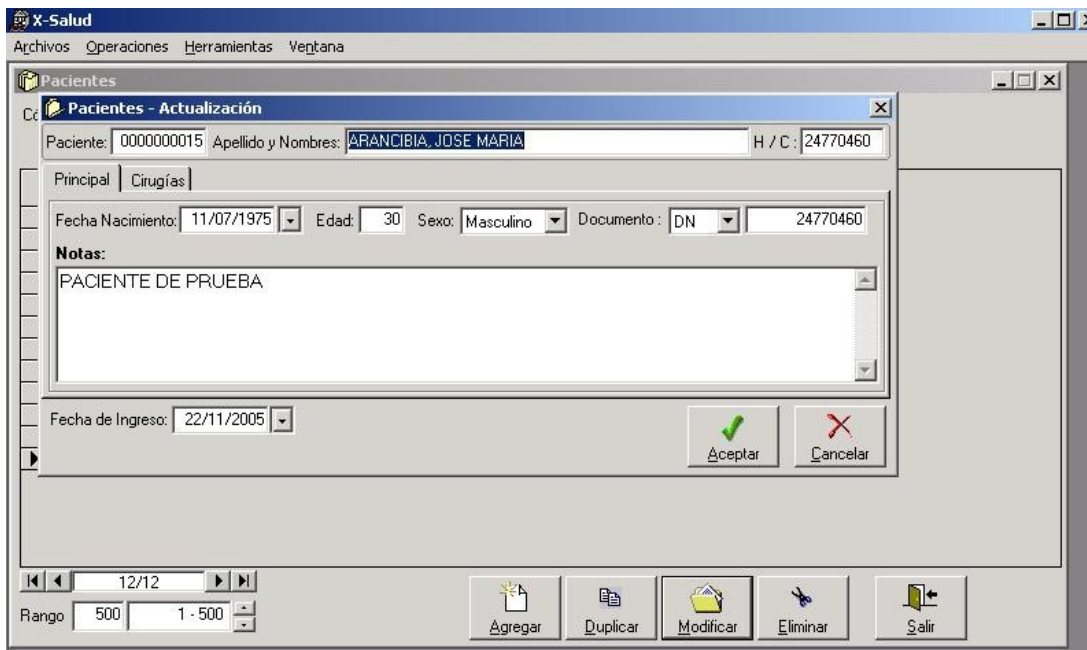 X-Salud
Archivos Operaciones Herramientas Ventana
Pacientes
Pacientes - Actualización
Paciente: 0000000015 Apellido y Nombres: ARANCIBIA, JOSE MARIA H / C : 24770460
Principal Cirugías
Fecha Nacimiento: 11/07/1975 Edad: 30 Sexo: Masculino Documento : DN 24770460
Notas:
PACIENTE DE PRUEBA
Fecha de Ingreso: 22/11/2005
Aceptar Cancelar
12/12
Rango 500 1 - 500
Agregar Duplicar Modificar Eliminar Salir